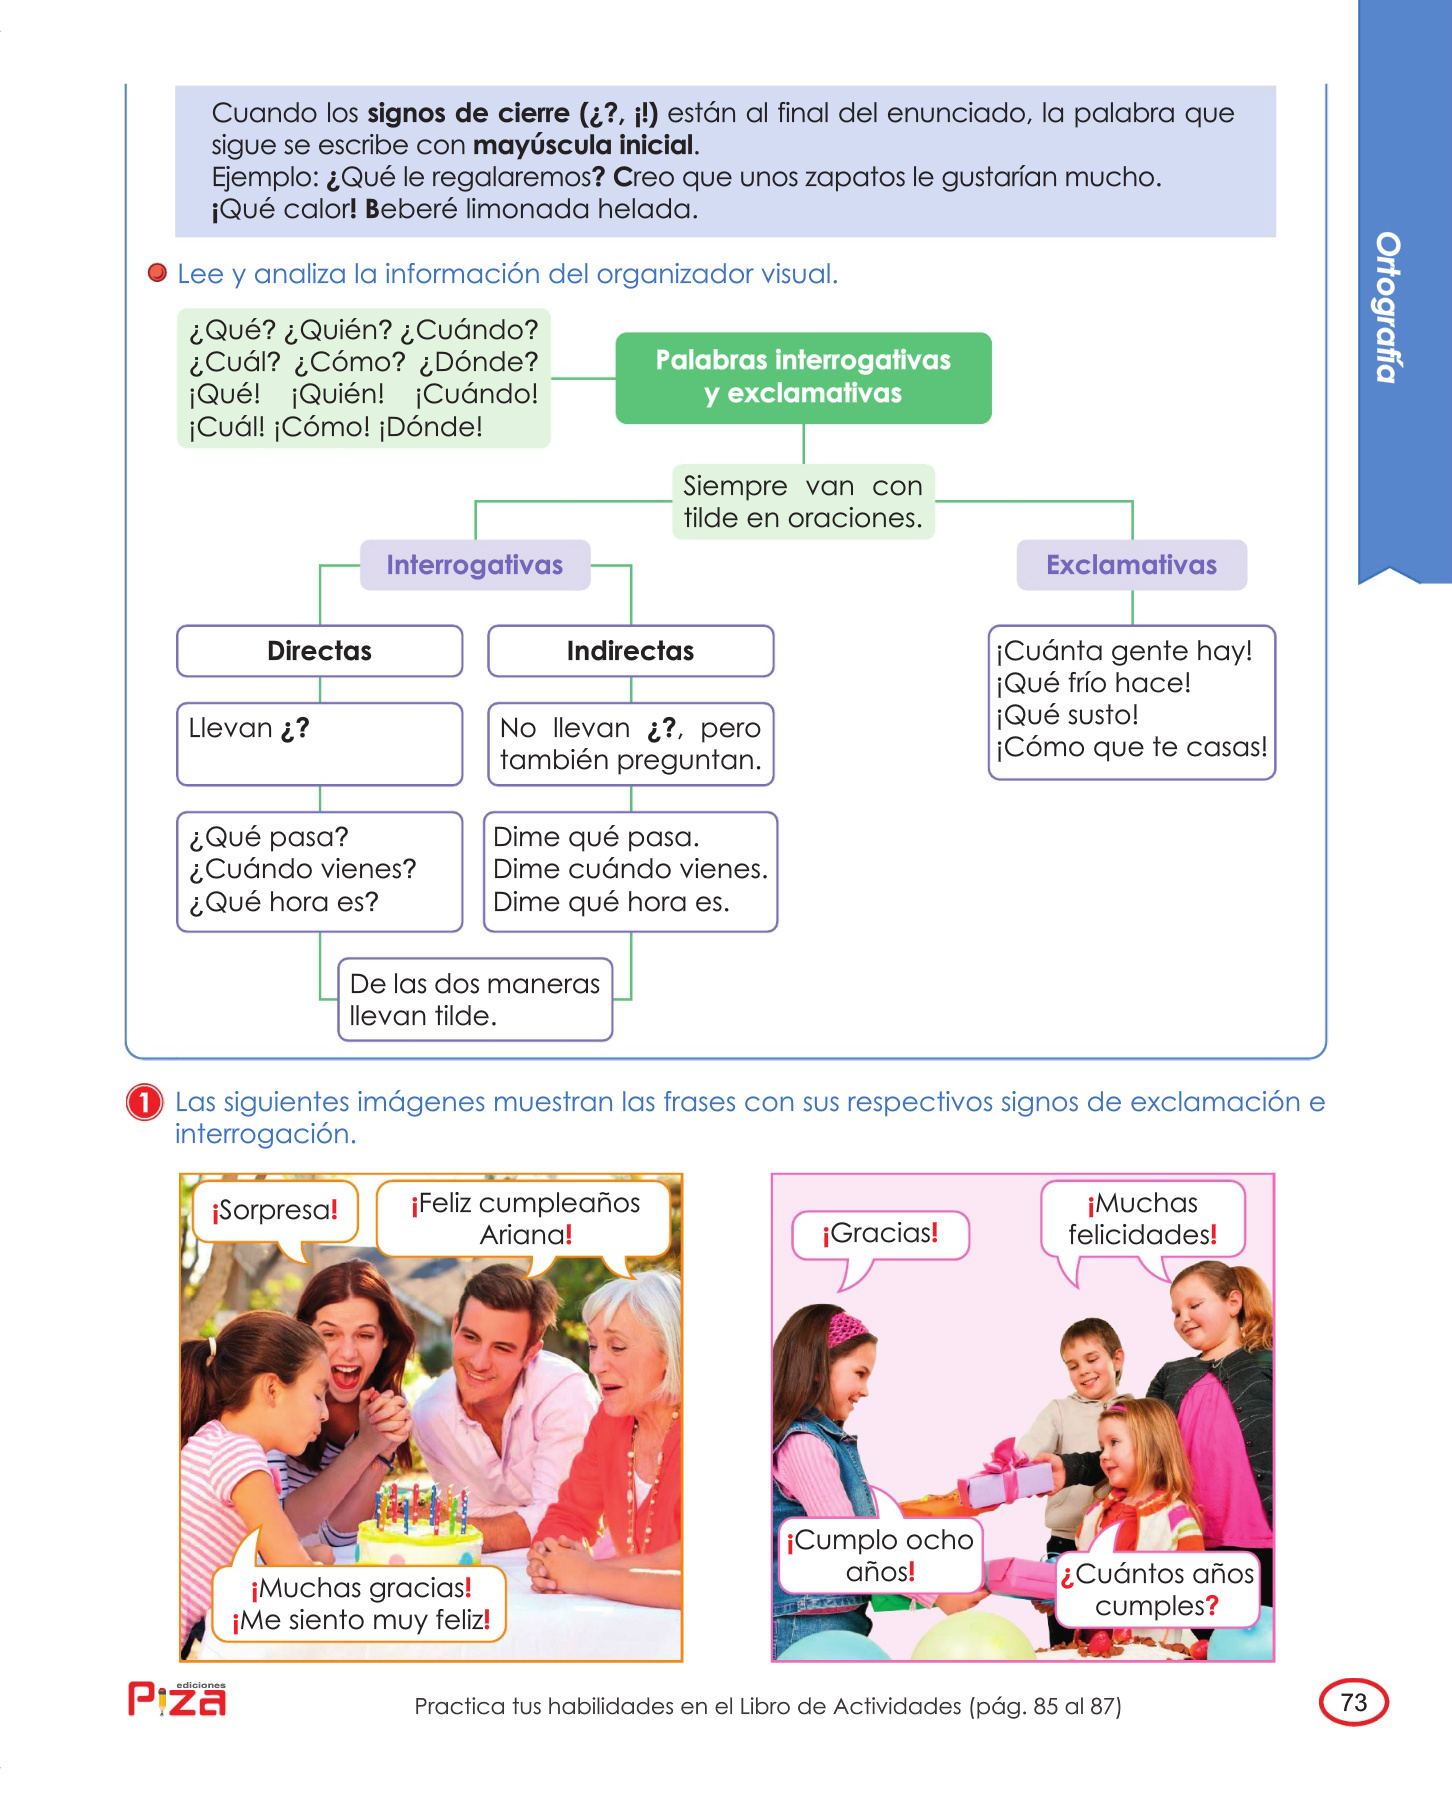 Cuando los signos de cierre (¿?, ¡!) están al final del enunciado, la palabra que
sigue se escribe con mayúscula inicial.
Ejemplo: ¿Qué le regalaremos? Creo que unos zapatos le gustarían mucho.
¡Qué calor! Beberé limonada helada.
Ortografía
Lee y analiza la información del organizador visual.
¿Qué? ¿Quién? ¿Cuándo?
¿Cuál? ¿Cómo? ¿Dónde?
¡Qué! ¡Quién! ¡Cuándo!
¡Cuál! ¡Cómo! ¡Dónde!
Palabras interrogativas
y exclamativas
Siempre van con
tilde en oraciones.
Interrogativas
Exclamativas
Directas
Indirectas
Llevan ¿?
No llevan ¿?, pero
también preguntan.
¿Qué pasa?
¿Cuándo vienes?
¿Qué hora es?
Dime qué pasa.
Dime cuándo vienes.
Dime qué hora es.
De las dos maneras
llevan tilde.
¡Cuánta gente hay!
¡Qué frío hace!
¡Qué susto!
¡Cómo que te casas!
1 Las siguientes imágenes muestran las frases con sus respectivos signos de exclamación e
interrogación.
¡Sorpresa!
¡Feliz cumpleaños
Ariana!
¡Muchas gracias!
¡Me siento muy feliz!
¡Gracias!
¡Muchas
felicidades!
¡Cumplo ocho
años!
¿Cuántos años
cumples?
ediciones
Piza
Practica tus habilidades en el Libro de Actividades (pág. 85 al 87)
73